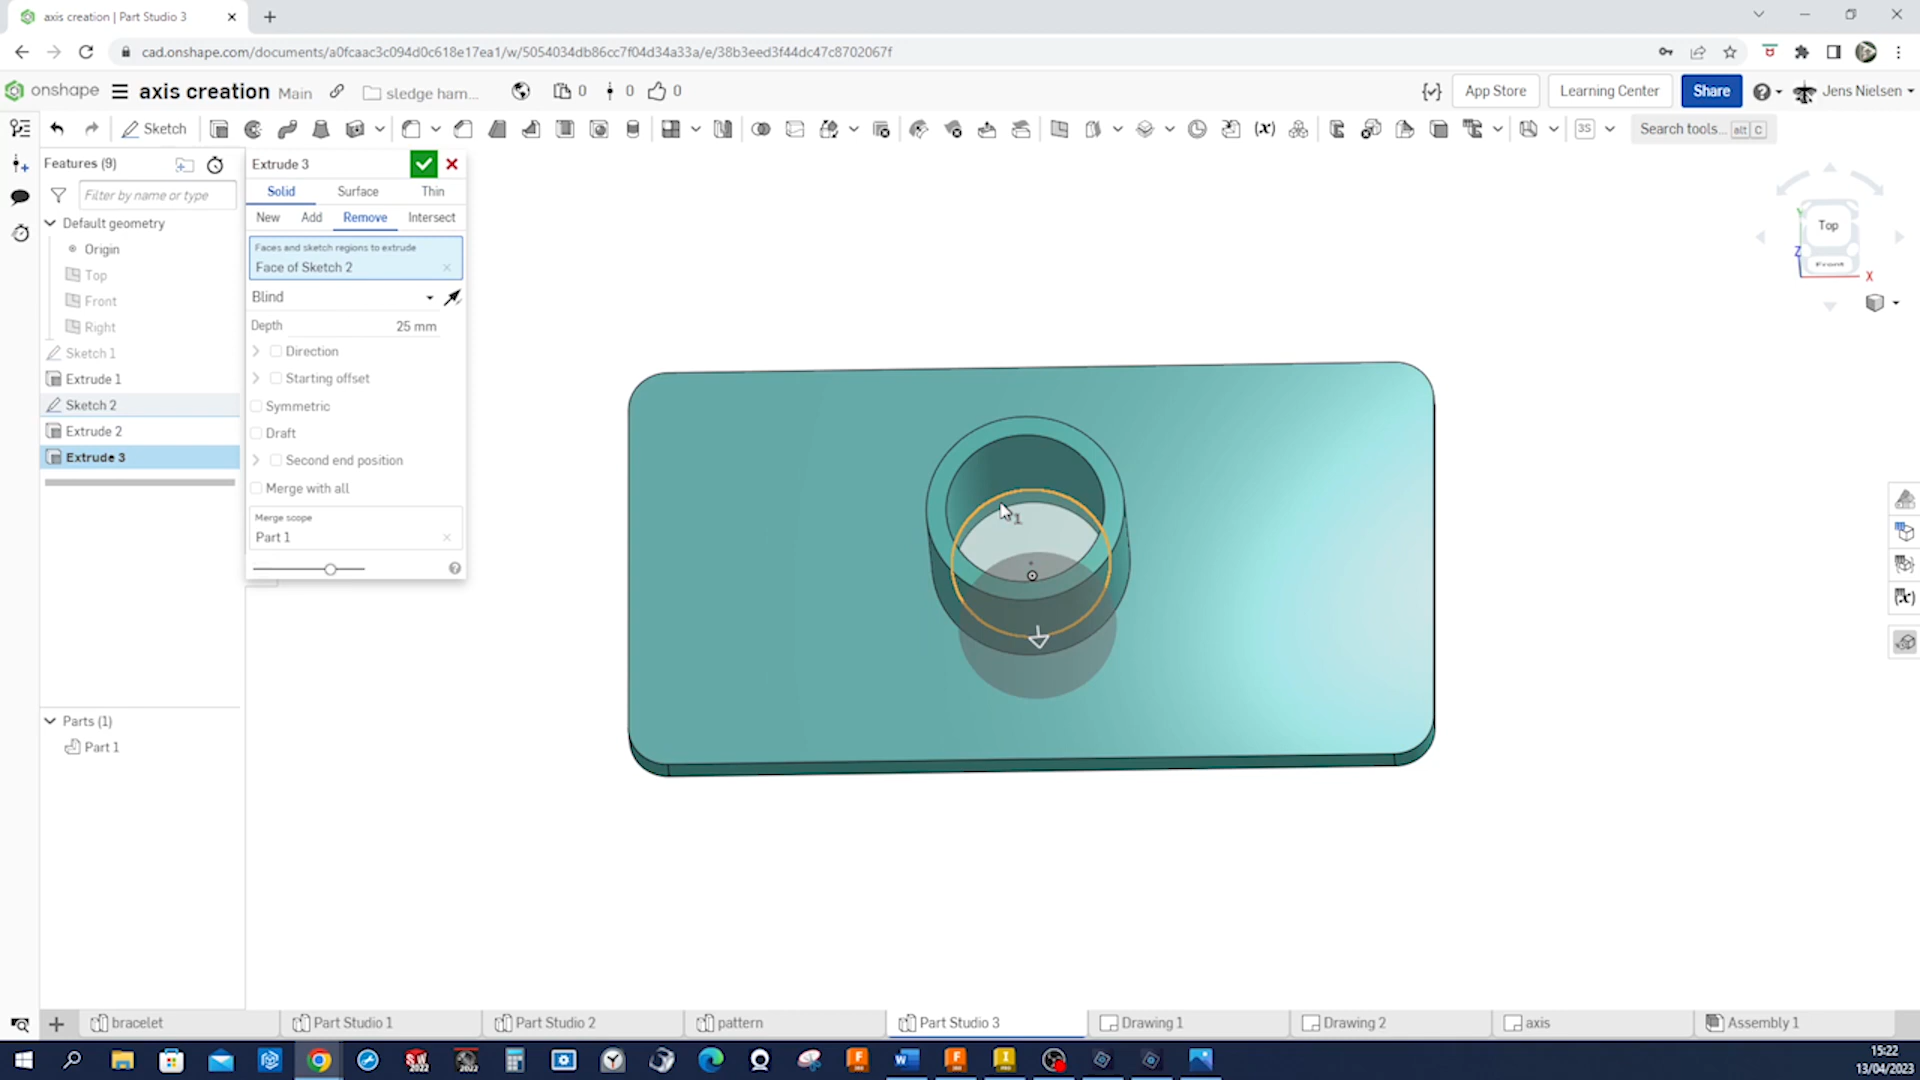 axis creation | Part Studio 3
cad.onshape.com/documents/a0fcaac3c094d0c618e17ea1/w/5054034db86cc7f04d34a33a/e/38b3eed3f44dc47c8702067f
onshape axis creation Main sledge ham... 0 0 0 App Store Learning Center Share Jens Nielsen
Sketch (x) 3S Search tools... alt C
Features (9)
Filter by name or type
Default geometry
Origin
Top
Front
Right
Sketch 1
Extrude 1
Sketch 2
Extrude 2
Extrude 3
Parts (1)
Part 1
Extrude 3
Solid Surface Thin
New Add Remove Intersect
Faces and sketch regions to extrude
Face of Sketch 2
Blind
Depth 25 mm
Direction
Starting offset
Symmetric
Draft
Second end position
Merge with all
Merge scope
Part 1
1
Y
Top
Z
Front
X
(x)
bracelet Part Studio 1 Part Studio 2 pattern Part Studio 3 Drawing 1 Drawing 2 axis Assembly 1
15:22
13/04/2023